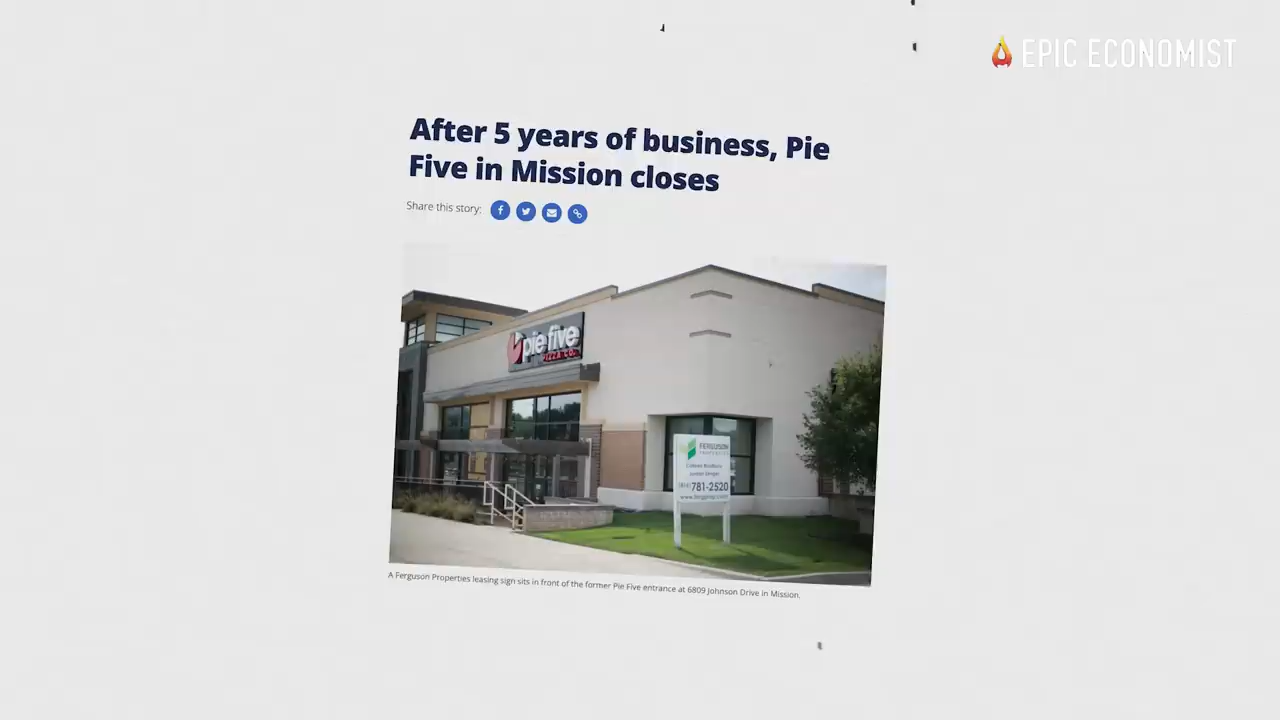 EPIC ECONOMIST
After 5 years of business, Pie
Five in Mission closes
Share this story:
pie five
PIZZA CO.
FERGUSON
781-2520
A Ferguson Properties leasing sign sits in front of the former Pie Five entrance at 6809 Johnson Drive in Mission.